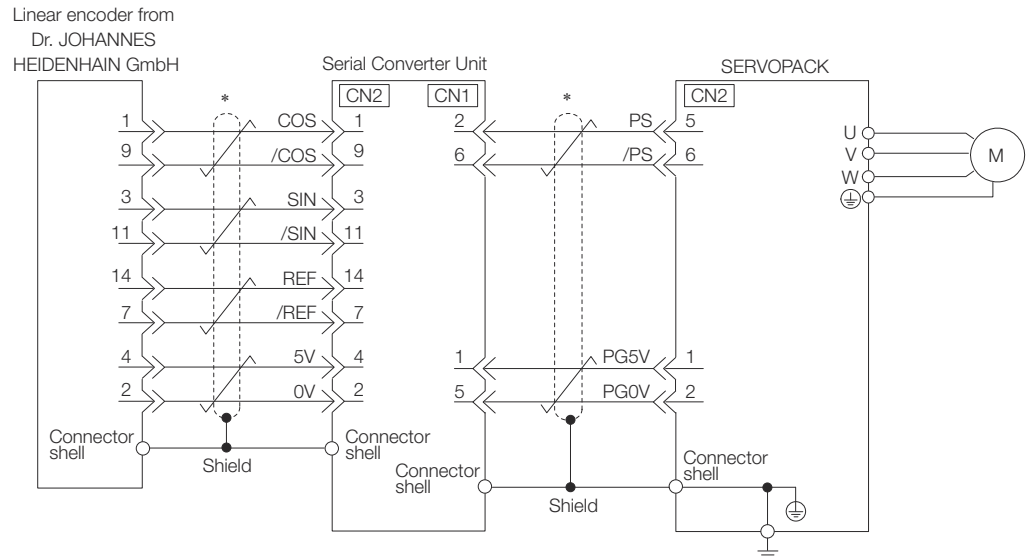 Linear encoder from
Dr. JOHANNES
HEIDENHAIN GmbH
Serial Converter Unit
SERVOPACK
* CN2 CN1 * CN2
1 COS 1 2 PS 5
9 /COS 9 6 /PS 6
3 SIN 3
11 /SIN 11
14 REF 14
7 /REF 7
4 5V 4 1 PG5V 1
2 0V 2 5 PG0V 2
U
V
W
M
Connector
shell
Shield
Connector
shell
Connector
shell
Shield
Connector
shell